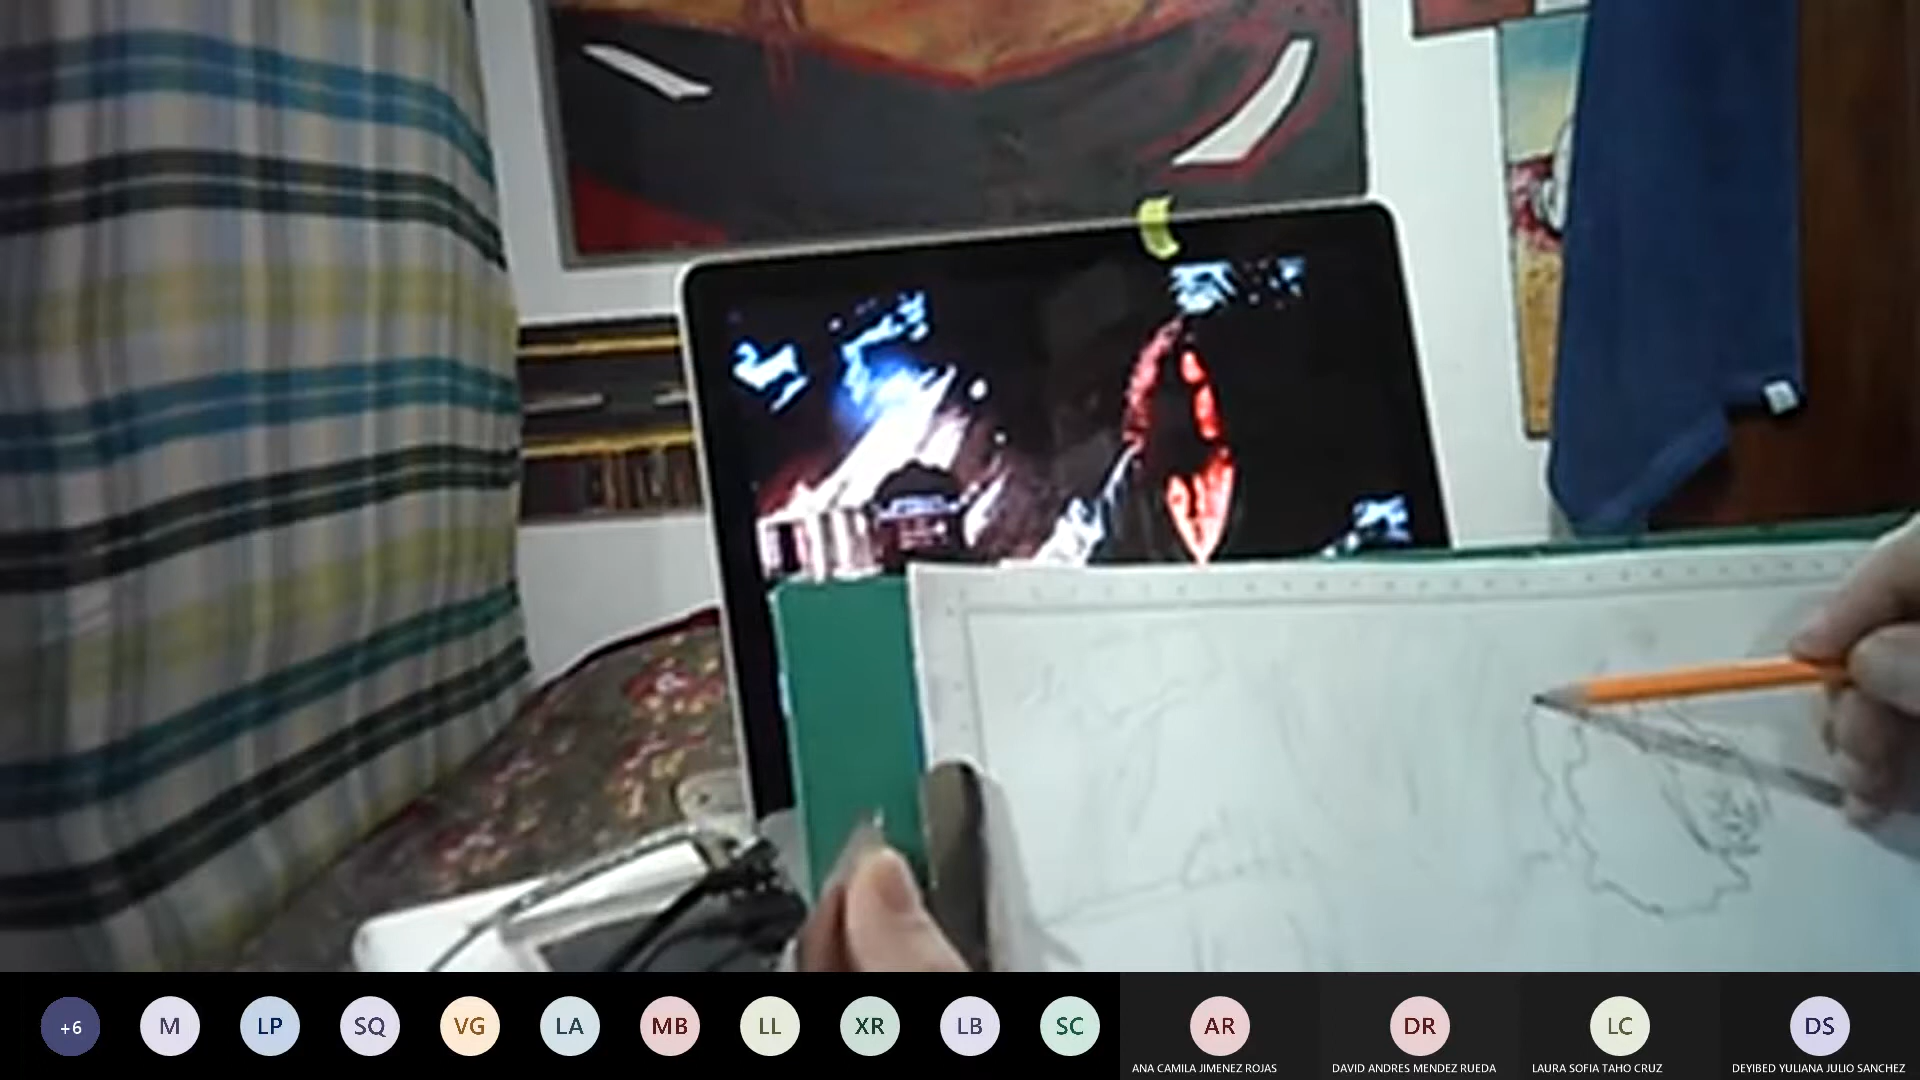 +6
M
LP
SQ
VG
LA
MB
LL
XR
LB
SC
AR
DR
LC
DS
ANA CAMILA JIMENEZ ROJAS
DAVID ANDRES MENDEZ RUEDA
LAURA SOFIA TAHO CRUZ
DEYIBED YULIANA JULIO SANCHEZ